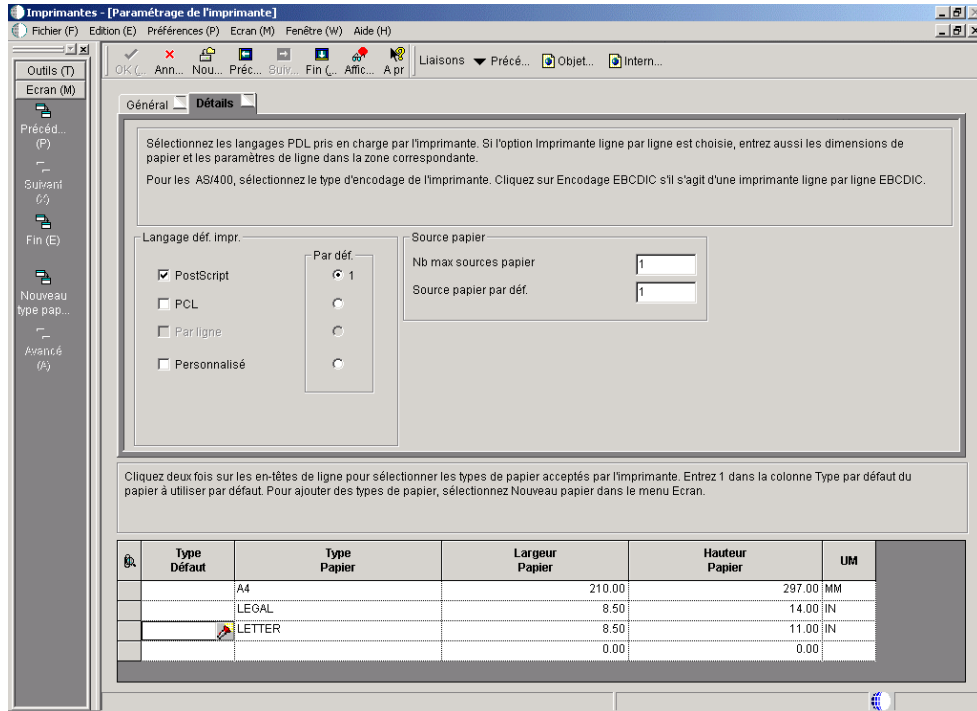 Imprimantes - [Paramétrage de l'imprimante]
Fichier (F) Edition (E) Préférences (P) Ecran (M) Fenêtre (W) Aide (H)
Outils (T)
Ecran (M)
Précéd... (P)
Suivant
Fin (E)
Nouveau type pap...
Avancé (A)
OK (... Ann... Nou... Préc... Suiv... Fin (... Affic... A pr
Liaisons Précé... Objet... Intern...
Général Détails
Sélectionnez les langages PDL pris en charge par l'imprimante. Si l'option Imprimante ligne par ligne est choisie, entrez aussi les dimensions de
papier et les paramètres de ligne dans la zone correspondante.
Pour les AS/400, sélectionnez le type d'encodage de l'imprimante. Cliquez sur Encodage EBCDIC s'il s'agit d'une imprimante ligne par ligne EBCDIC.
Langage déf. impr.
Par déf.
PostScript 1
PCL
Par ligne
Personnalisé
Source papier
Nb max sources papier 1
Source papier par déf. 1
Cliquez deux fois sur les en-têtes de ligne pour sélectionner les types de papier acceptés par l'imprimante. Entrez 1 dans la colonne Type par défaut du
papier à utiliser par défaut. Pour ajouter des types de papier, sélectionnez Nouveau papier dans le menu Ecran.
Type Défaut Type Papier Largeur Papier Hauteur Papier UM
A4 210.00 297.00 MM
LEGAL 8.50 14.00 IN
LETTER 8.50 11.00 IN
0.00 0.00